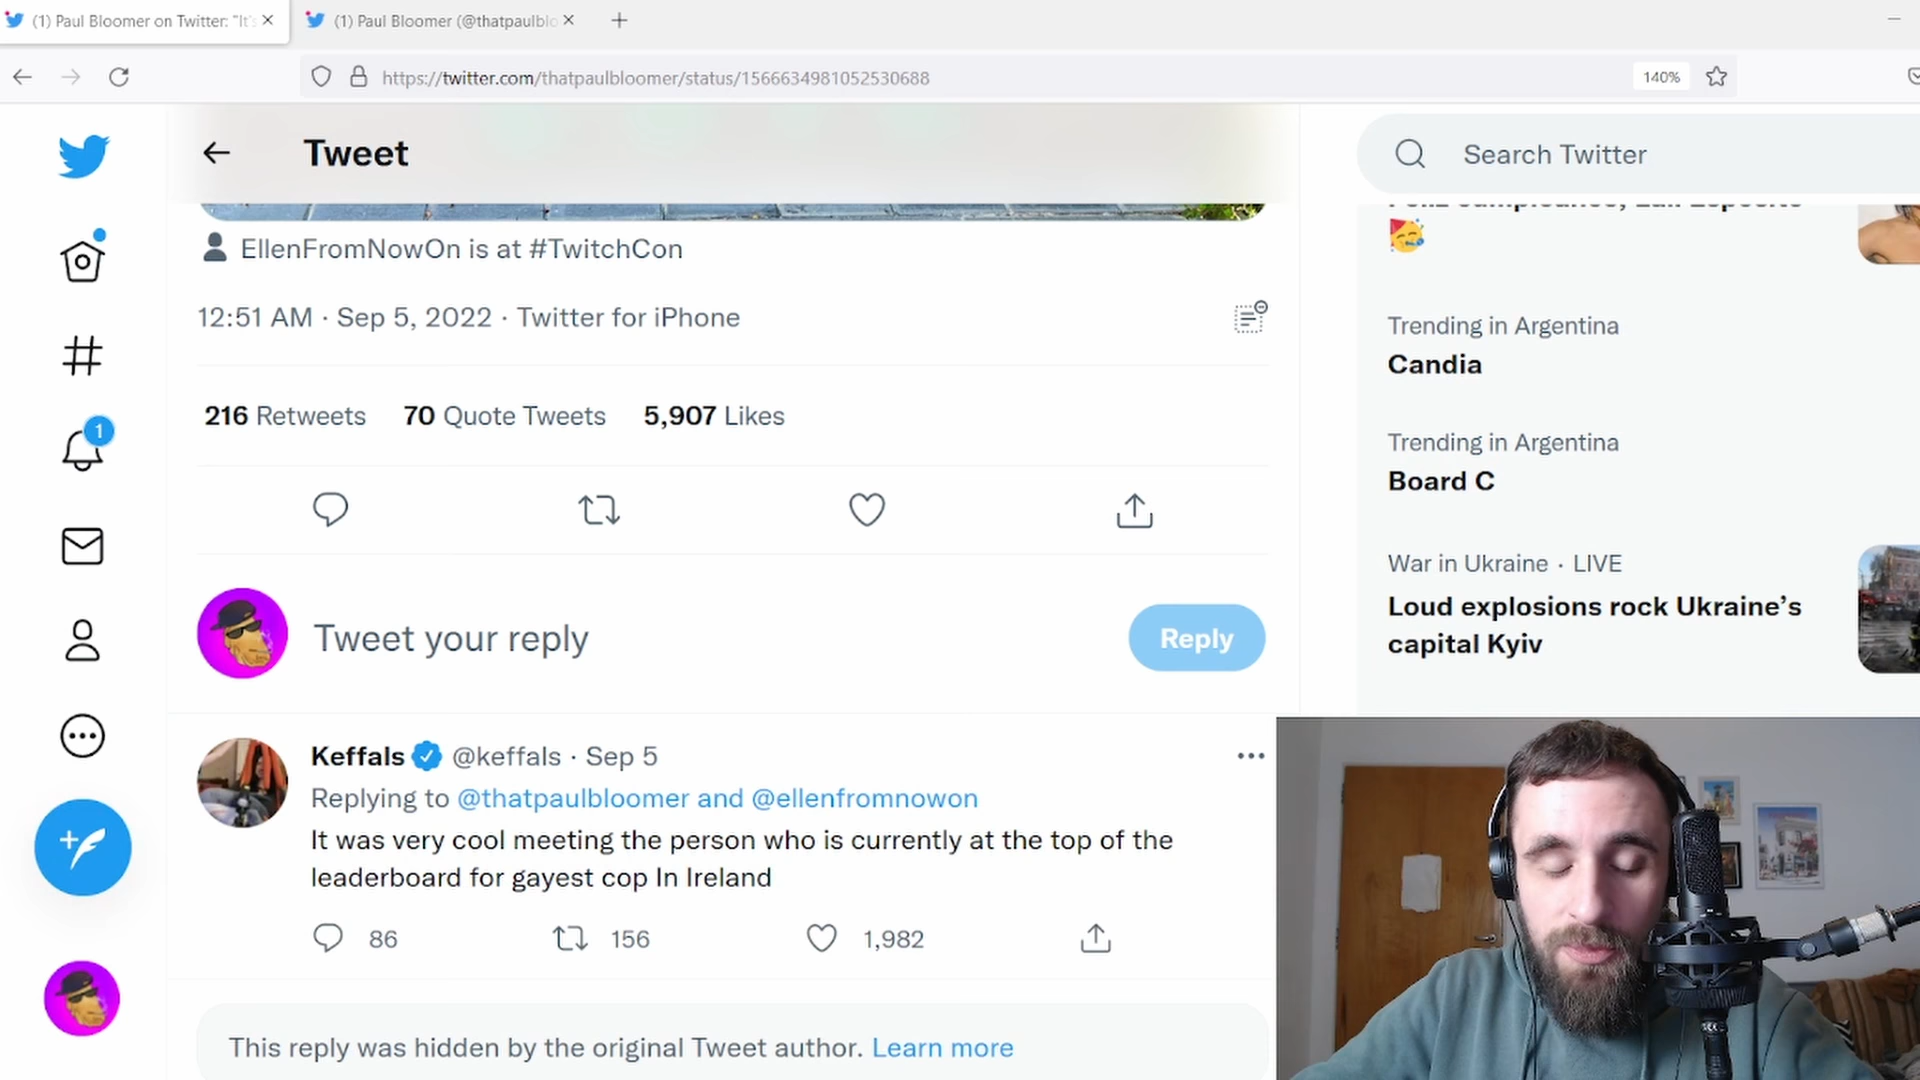 (1) Paul Bloomer on Twitter: "It's
(1) Paul Bloomer (@thatpaulblo
https://twitter.com/thatpaulbloomer/status/1566634981052530688
140%
Tweet
Search Twitter
EllenFromNowOn is at #TwitchCon
12:51 AM · Sep 5, 2022 · Twitter for iPhone
216 Retweets 70 Quote Tweets 5,907 Likes
1
Tweet your reply
Reply
Keffals @keffals · Sep 5
Replying to @thatpaulbloomer and @ellenfromnowon
It was very cool meeting the person who is currently at the top of the
leaderboard for gayest cop In Ireland
86 156 1,982
This reply was hidden by the original Tweet author. Learn more
Trending in Argentina
Candia
Trending in Argentina
Board C
War in Ukraine · LIVE
Loud explosions rock Ukraine’s
capital Kyiv